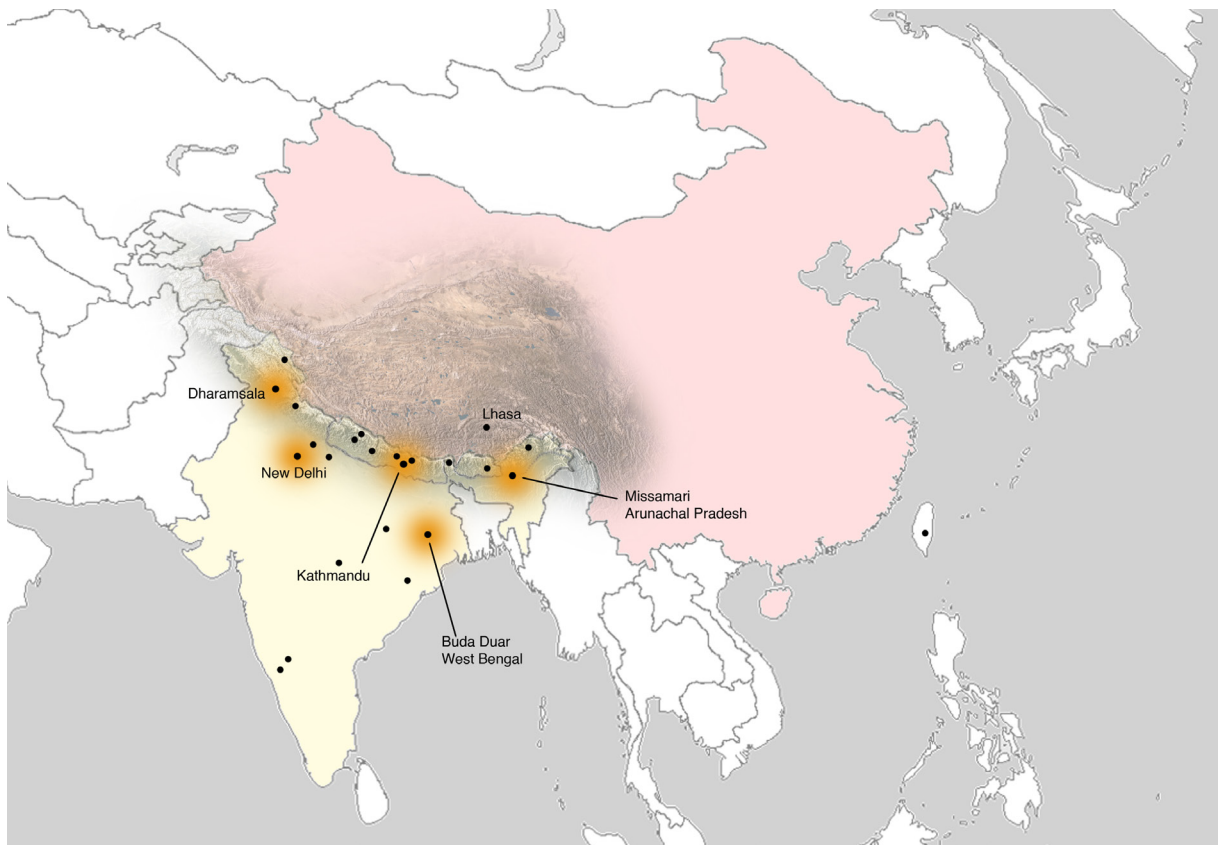 Dharamsala
Lhasa
New Delhi
Missamari
Arunachal Pradesh
Kathmandu
Buda Duar
West Bengal